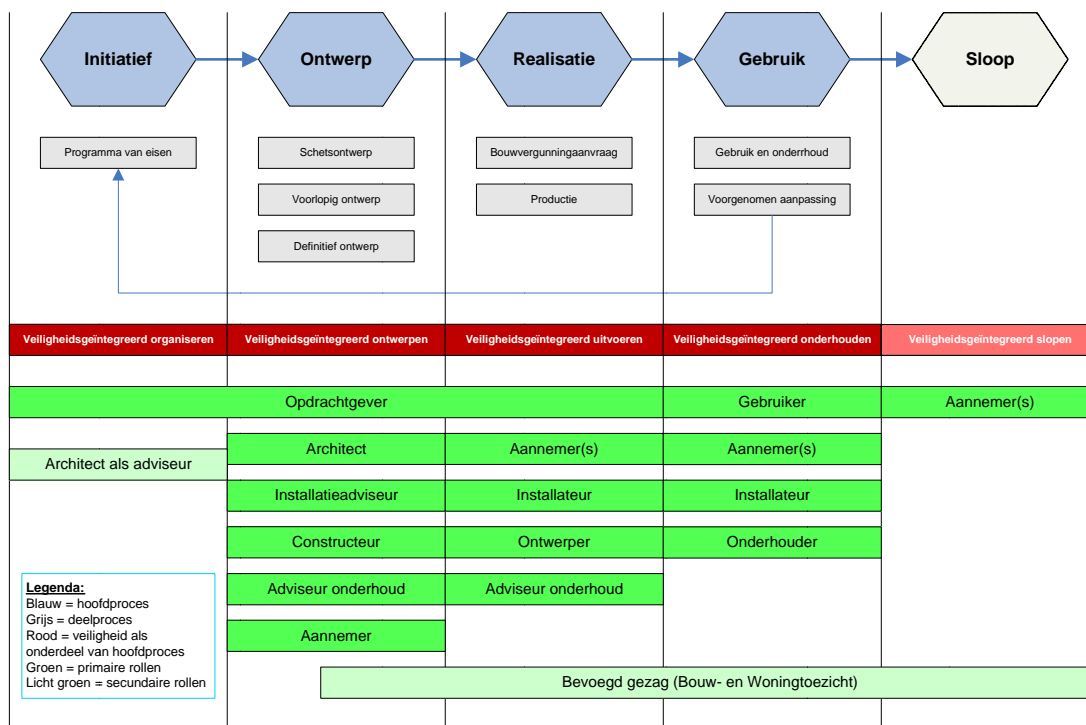 Initiatief
Ontwerp
Realisatie
Gebruik
Sloop
Programma van eisen
Schetsontwerp
Bouwvergunningaanvraag
Gebruik en onderrhoud
Voorlopig ontwerp
Productie
Voorgenomen aanpassing
Definitief ontwerp
Veiligheidsgeïntegreerd organiseren
Veiligheidsgeïntegreerd ontwerpen
Veiligheidsgeïntegreerd uitvoeren
Veiligheidsgeïntegreerd onderhouden
Veiligheidsgeïntegreerd slopen
Opdrachtgever
Gebruiker
Aannemer(s)
Architect
Aannemer(s)
Aannemer(s)
Architect als adviseur
Installatieadviseur
Installateur
Installateur
Constructeur
Ontwerper
Onderhouder
Adviseur onderhoud
Adviseur onderhoud
Aannemer
Legenda:
Blauw = hoofdproces
Grijs = deelproces
Rood = veiligheid als
onderdeel van hoofdproces
Groen = primaire rollen
Licht groen = secundaire rollen
Bevoegd gezag (Bouw- en Woningtoezicht)